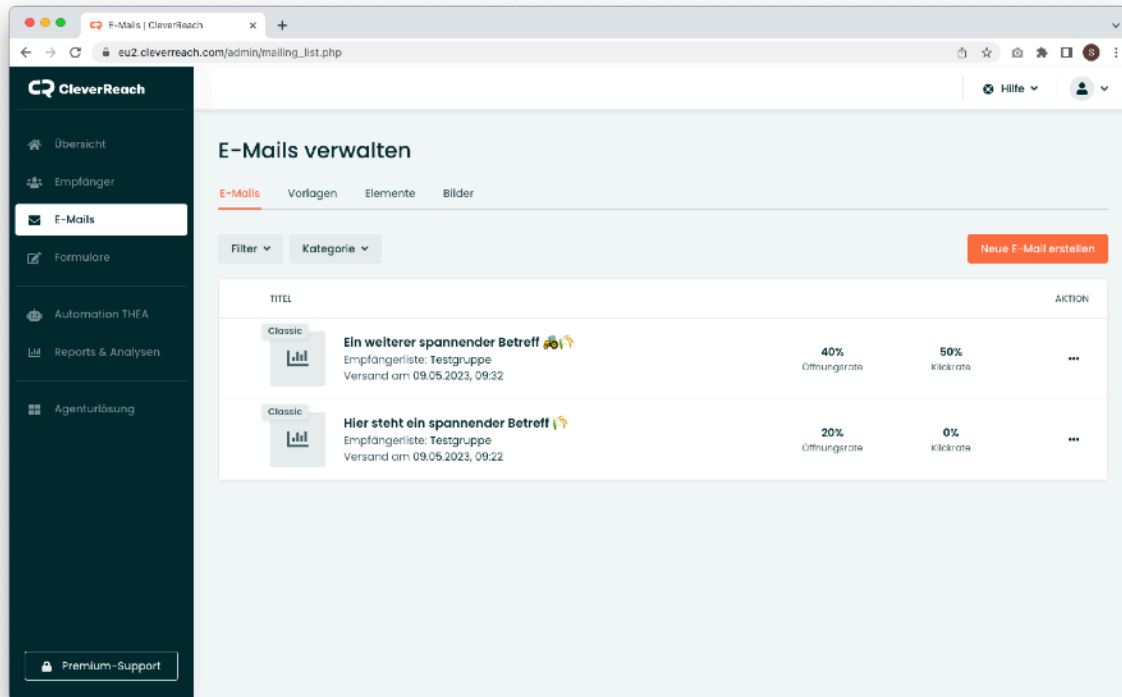 E-Mails | CleverReach
eu2.cleverreach.com/admin/mailing_list.php
S
CleverReach
Hilfe
Übersicht
Empfänger
E-Mails
Formulare
Automation THEA
Reports & Analysen
Agenturlösung
Premium-Support
E-Mails verwalten
E-Mails Vorlagen Elemente Bilder
Filter Kategorie Neue E-Mail erstellen
TITEL AKTION
Classic
Ein weiterer spannender Betreff 🚜🌾
Empfängerliste: Testgruppe
Versand am 09.05.2023, 09:32
40% 50%
Öffnungsrate Klickrate
Classic
Hier steht ein spannender Betreff 🌾
Empfängerliste: Testgruppe
Versand am 09.05.2023, 09:22
20% 0%
Öffnungsrate Klickrate